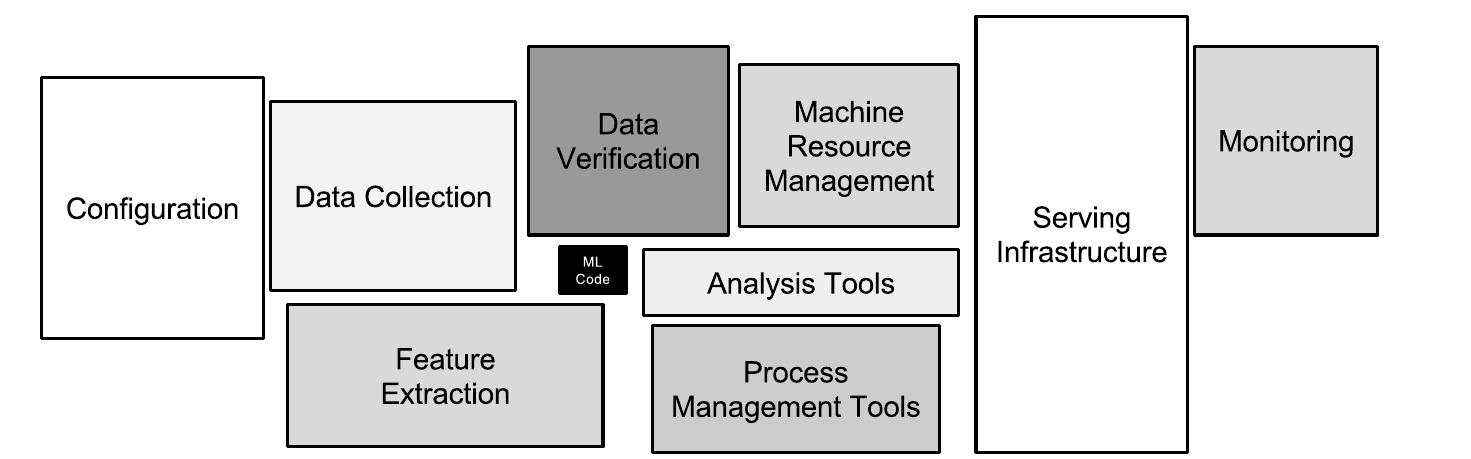 Configuration
Data Collection
Feature
Extraction
Data
Verification
ML
Code
Machine
Resource
Management
Analysis Tools
Process
Management Tools
Serving
Infrastructure
Monitoring